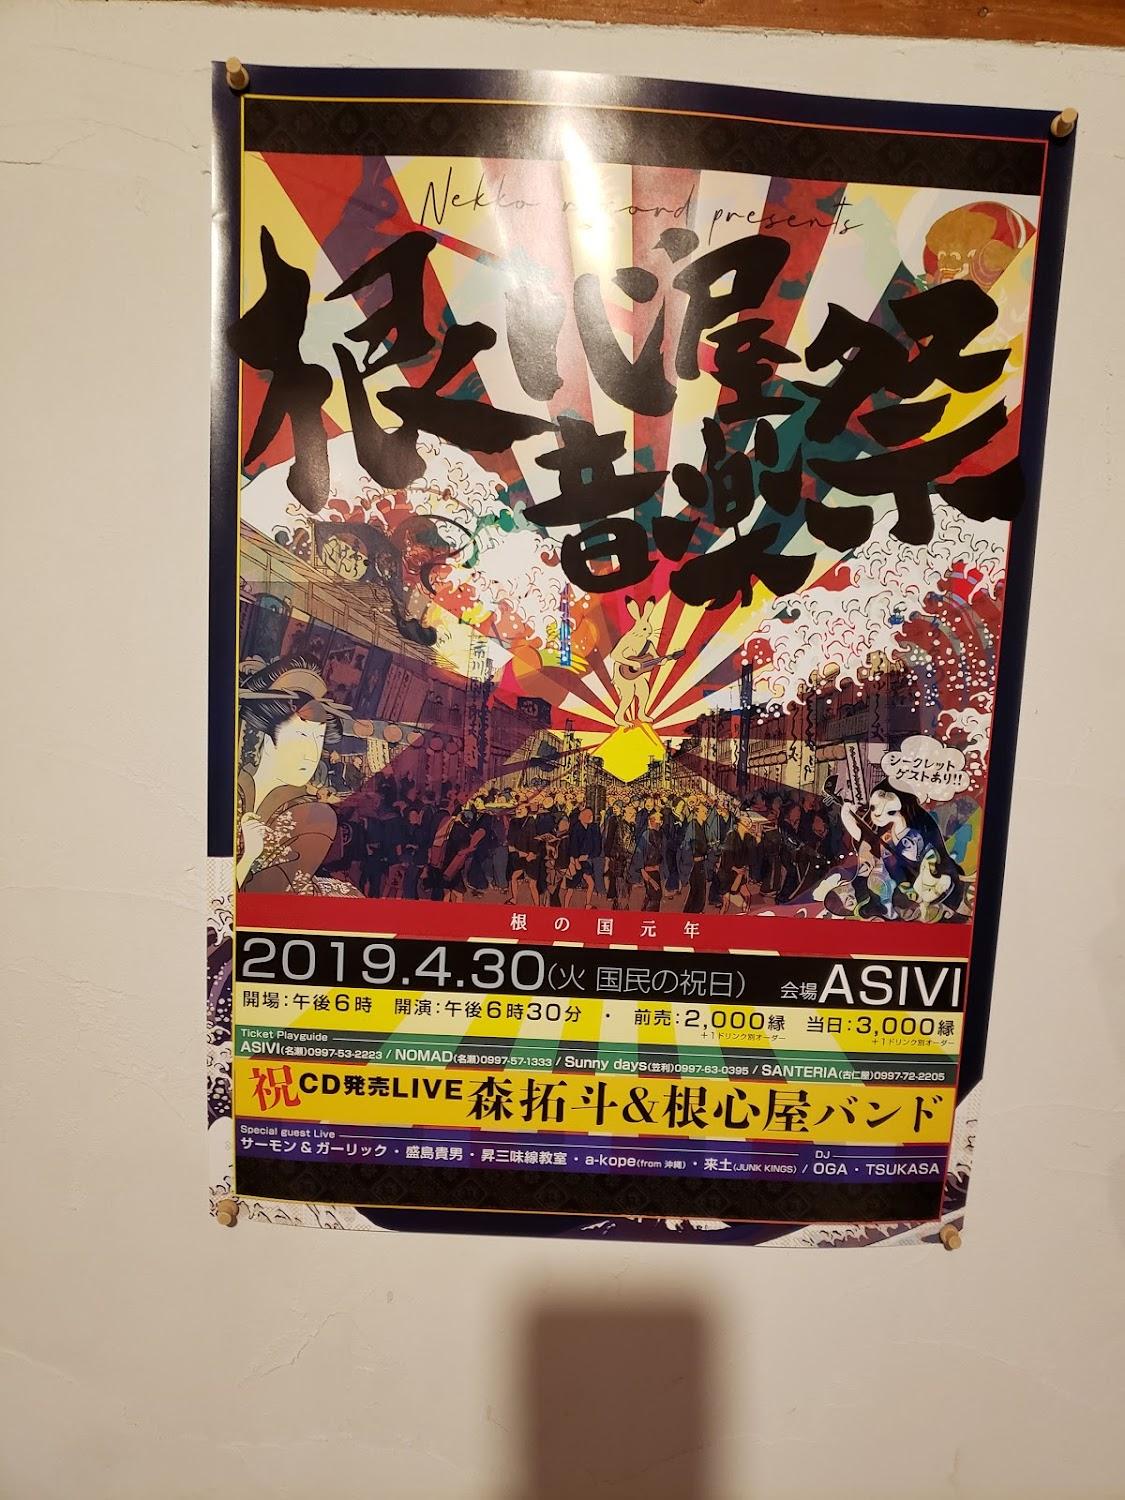 Nekko record presents
根心屋
音楽祭
シークレット
ゲストあり!!
根の国元年
2019.4.30(火 国民の祝日) 会場 ASIVI
開場:午後6時 開演:午後6時30分 ・ 前売:2,000縁 当日:3,000縁
+1ドリンク別オーダー +1ドリンク別オーダー
Ticket Playguide
ASIVI(名瀬)0997-53-2223 / NOMAD(名瀬)0997-57-1333 / Sunny days(笠利)0997-63-0395 / SANTERIA(古仁屋)0997-72-2205
祝CD発売LIVE 森拓斗&根心屋バンド
Special guest Live DJ
サーモン & ガーリック・盛島貴男・昇三味線教室・a-kope(from 沖縄)・来土(JUNK KINGS) / OGA・TSUKASA